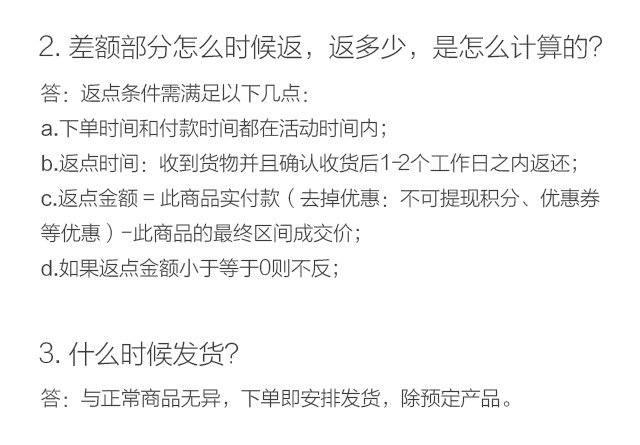 2. 差额部分怎么时候返，返多少，是怎么计算的？
答：返点条件需满足以下几点：
a.下单时间和付款时间都在活动时间内；
b.返点时间：收到货物并且确认收货后1-2个工作日之内返还；
c.返点金额 = 此商品实付款（ 去掉优惠：不可提现积分、优惠券
等优惠 ）-此商品的最终区间成交价；
d.如果返点金额小于等于0则不反；
3. 什么时候发货？
答：与正常商品无异，下单即安排发货，除预定产品。